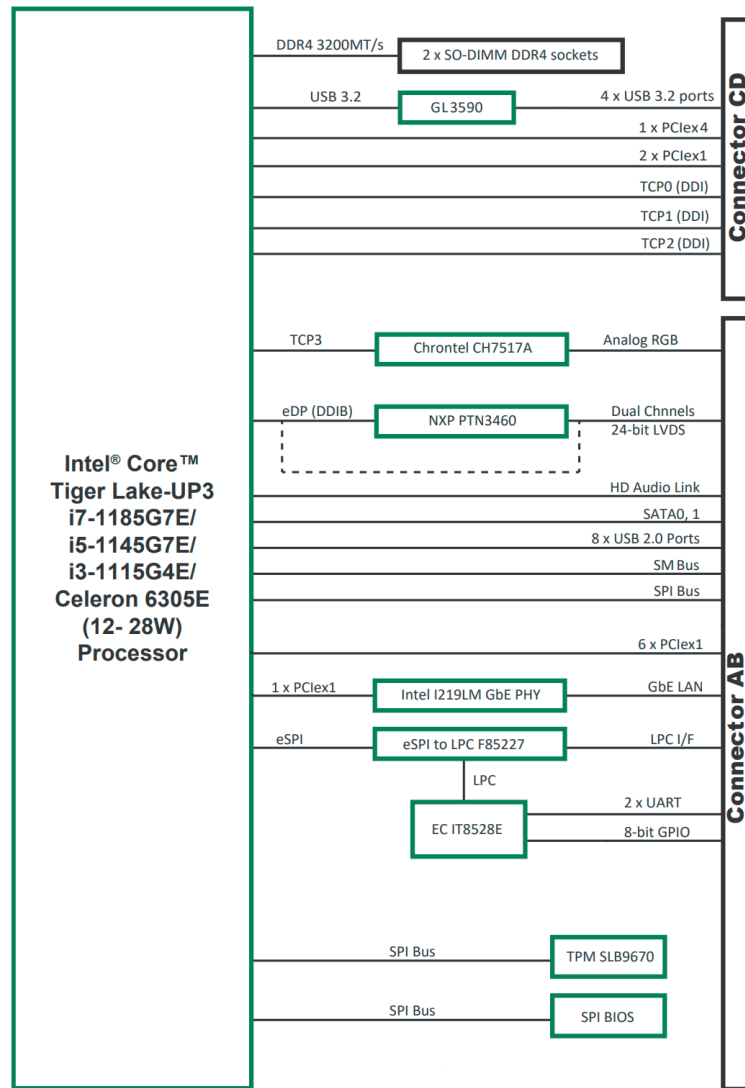 DDR4 3200MT/s
2 x SO-DIMM DDR4 sockets
USB 3.2
GL3590
4 x USB 3.2 ports
1 x PCIex4
2 x PCIex1
TCP0 (DDI)
TCP1 (DDI)
TCP2 (DDI)
Connector CD
TCP3
Chrontel CH7517A
Analog RGB
eDP (DDIB)
NXP PTN3460
Dual Chnnels
24-bit LVDS
Intel® Core™
Tiger Lake-UP3
i7-1185G7E/
i5-1145G7E/
i3-1115G4E/
Celeron 6305E
(12- 28W)
Processor
HD Audio Link
SATA0, 1
8 x USB 2.0 Ports
SM Bus
SPI Bus
6 x PCIex1
1 x PCIex1
Intel I219LM GbE PHY
GbE LAN
eSPI
eSPI to LPC F85227
LPC I/F
LPC
EC IT8528E
2 x UART
8-bit GPIO
Connector AB
SPI Bus
TPM SLB9670
SPI Bus
SPI BIOS